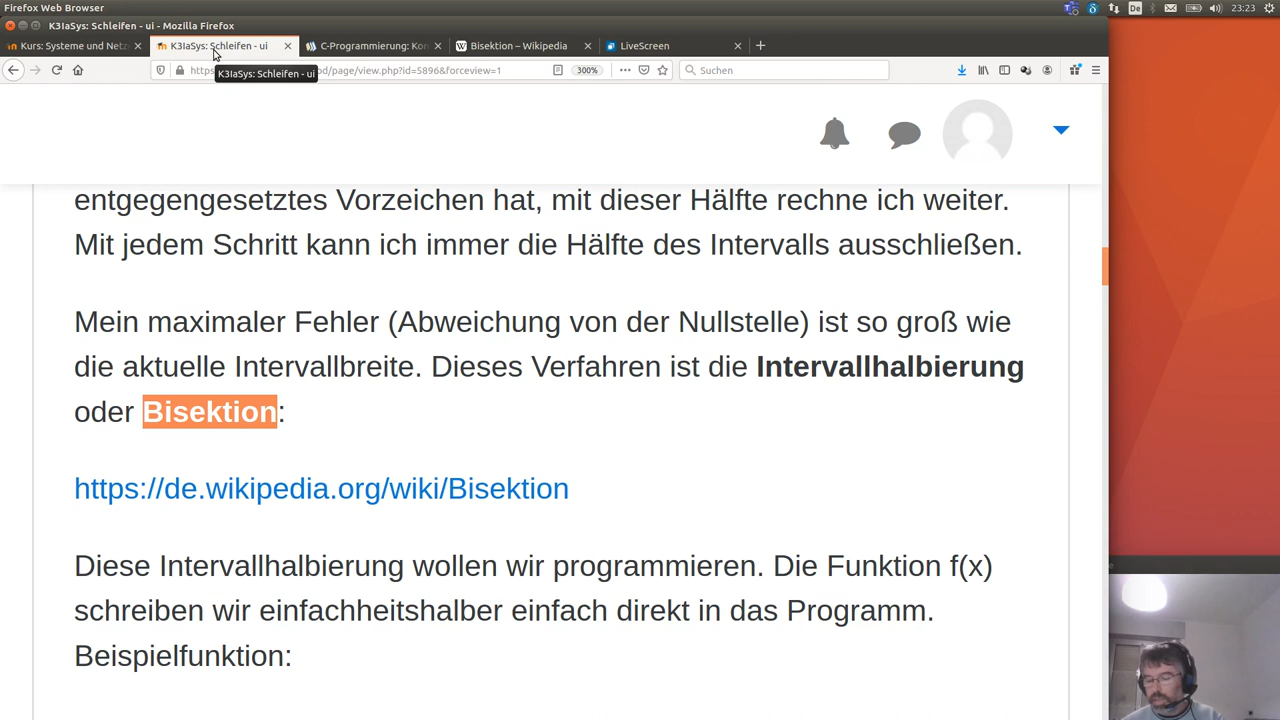 Firefox Web Browser
De
23:23
K3IaSys: Schleifen - ui - Mozilla Firefox
Kurs: Systeme und Netz
K3IaSys: Schleifen - ui
C-Programmierung: Kon
Bisektion – Wikipedia
LiveScreen
https
od/page/view.php?id=5896&forceview=1
300%
Suchen
K3IaSys: Schleifen - ui
entgegengesetztes Vorzeichen hat, mit dieser Hälfte rechne ich weiter.
Mit jedem Schritt kann ich immer die Hälfte des Intervalls ausschließen.
Mein maximaler Fehler (Abweichung von der Nullstelle) ist so groß wie
die aktuelle Intervallbreite. Dieses Verfahren ist die Intervallhalbierung
oder Bisektion:
https://de.wikipedia.org/wiki/Bisektion
Diese Intervallhalbierung wollen wir programmieren. Die Funktion f(x)
schreiben wir einfachheitshalber einfach direkt in das Programm.
Beispielfunktion: